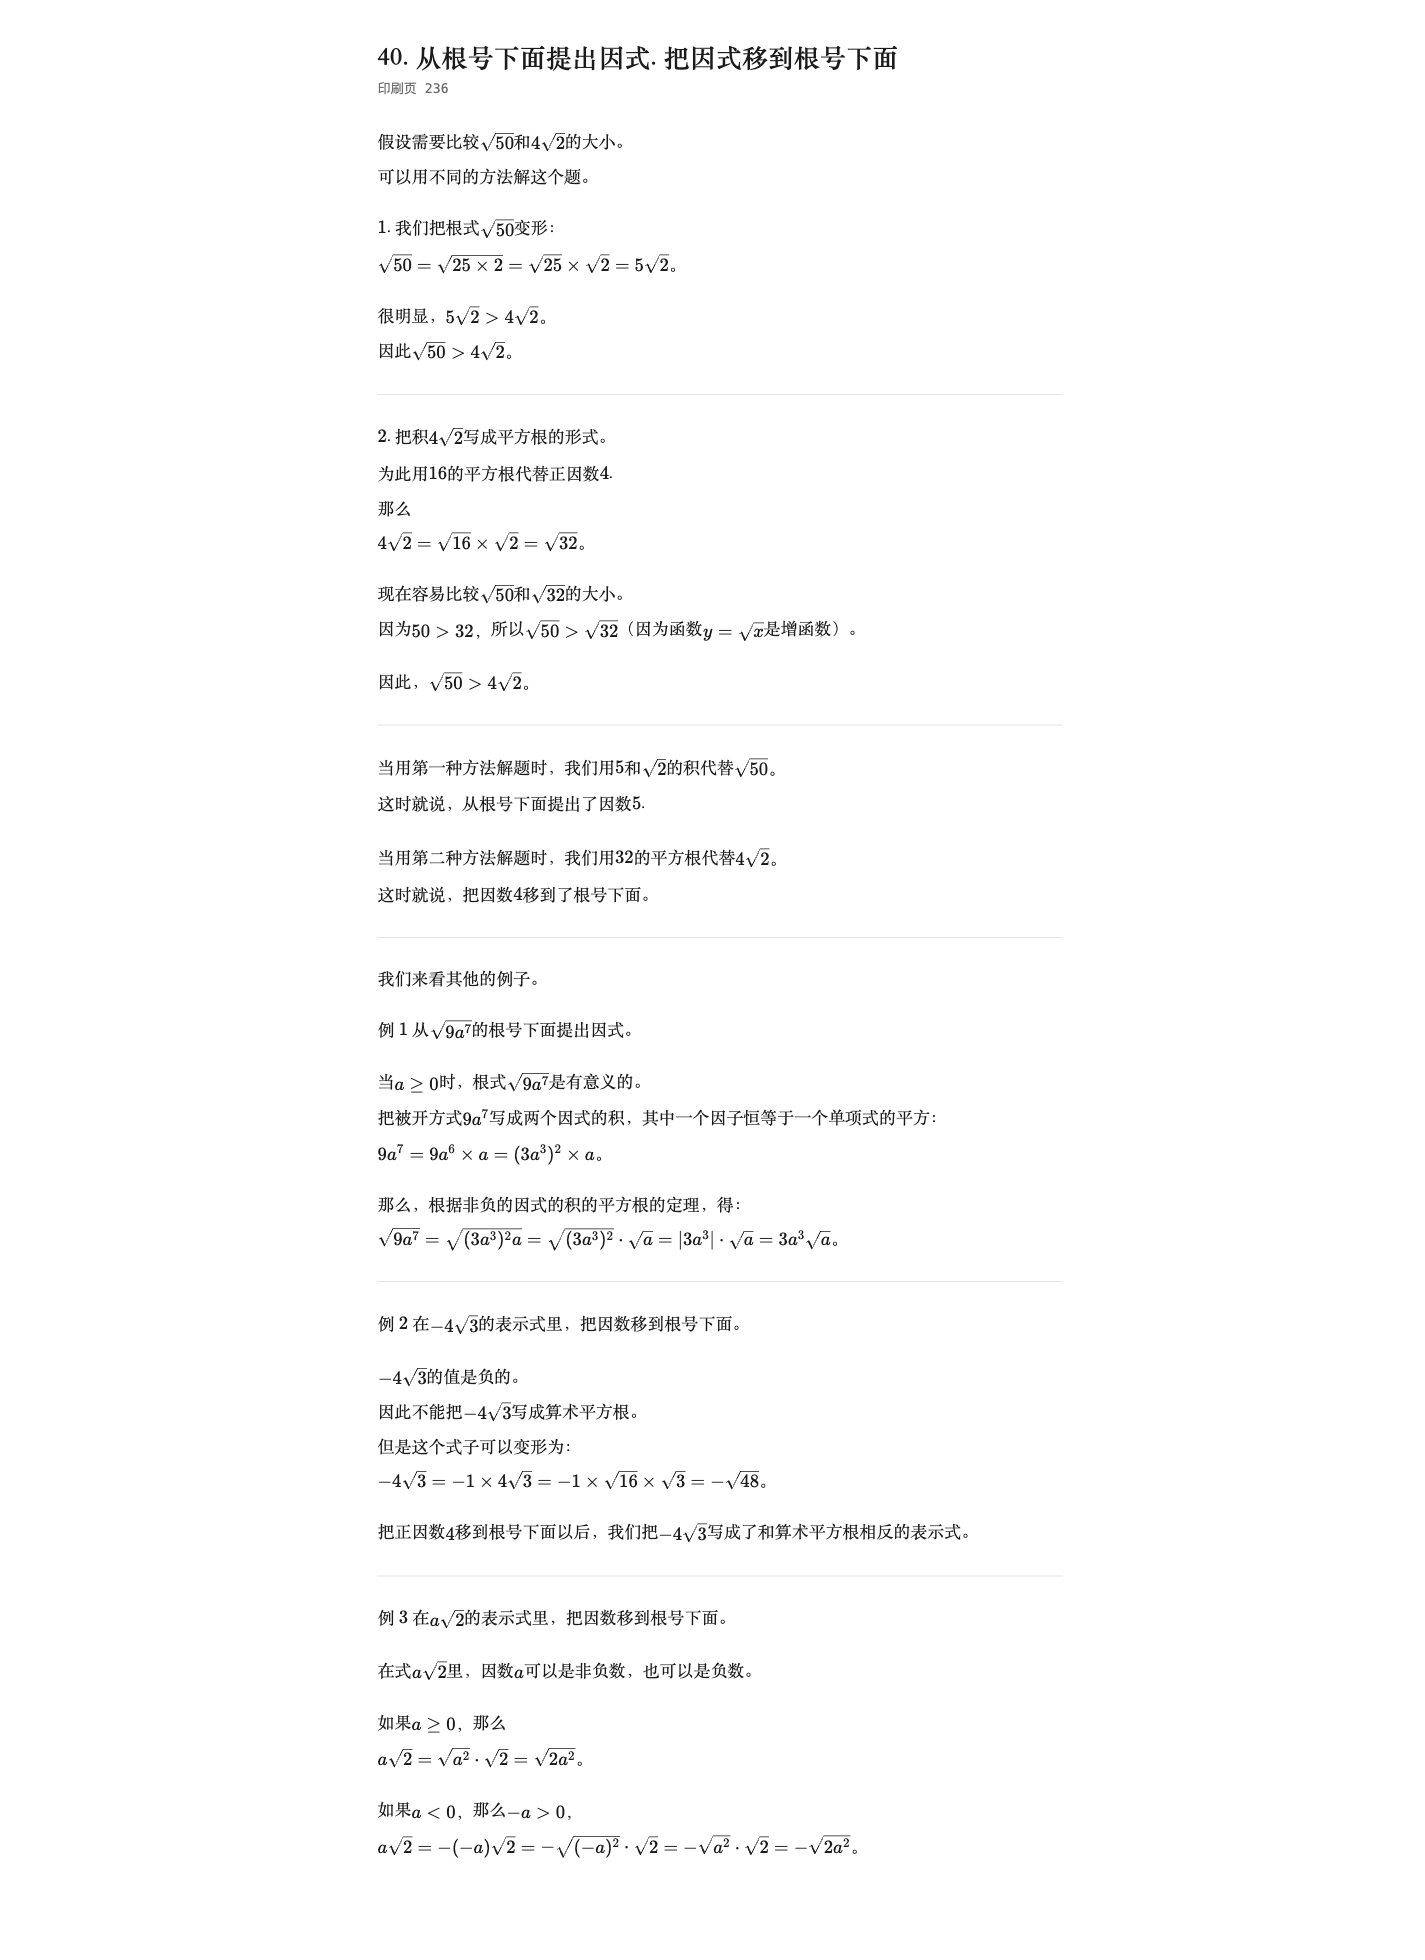 40. 从根号下面提出因式. 把因式移到根号下面
印刷页 236
假设需要比较√50和4√2的大小。
可以用不同的方法解这个题。
1. 我们把根式√50变形：
√50 = √(25 × 2) = √25 × √2 = 5√2。
很明显，5√2 > 4√2。
因此√50 > 4√2。
2. 把积4√2写成平方根的形式。
为此用16的平方根代替正因数4.
那么
4√2 = √16 × √2 = √32。
现在容易比较√50和√32的大小。
因为50 > 32，所以√50 > √32（因为函数y = √x是增函数）。
因此，√50 > 4√2。
当用第一种方法解题时，我们用5和√2的积代替√50。
这时就说，从根号下面提出了因数5.
当用第二种方法解题时，我们用32的平方根代替4√2。
这时就说，把因数4移到了根号下面。
我们来看其他的例子。
例 1 从√(9a⁷)的根号下面提出因式。
当a ≥ 0时，根式√(9a⁷)是有意义的。
把被开方式9a⁷写成两个因式的积，其中一个因子恒等于一个单项式的平方：
9a⁷ = 9a⁶ × a = (3a³)² × a。
那么，根据非负的因式的积的平方根的定理，得：
√(9a⁷) = √((3a³)²a) = √((3a³)²) · √a = |3a³| · √a = 3a³√a。
例 2 在−4√3的表示式里，把因数移到根号下面。
−4√3的值是负的。
因此不能把−4√3写成算术平方根。
但是这个式子可以变形为：
−4√3 = −1 × 4√3 = −1 × √16 × √3 = −√48。
把正因数4移到根号下面以后，我们把−4√3写成了和算术平方根相反的表示式。
例 3 在a√2的表示式里，把因数移到根号下面。
在式a√2里，因数a可以是非负数，也可以是负数。
如果a ≥ 0，那么
a√2 = √(a²) · √2 = √(2a²)。
如果a < 0，那么−a > 0，
a√2 = −(−a)√2 = −√((−a)²) · √2 = −√(a²) · √2 = −√(2a²)。